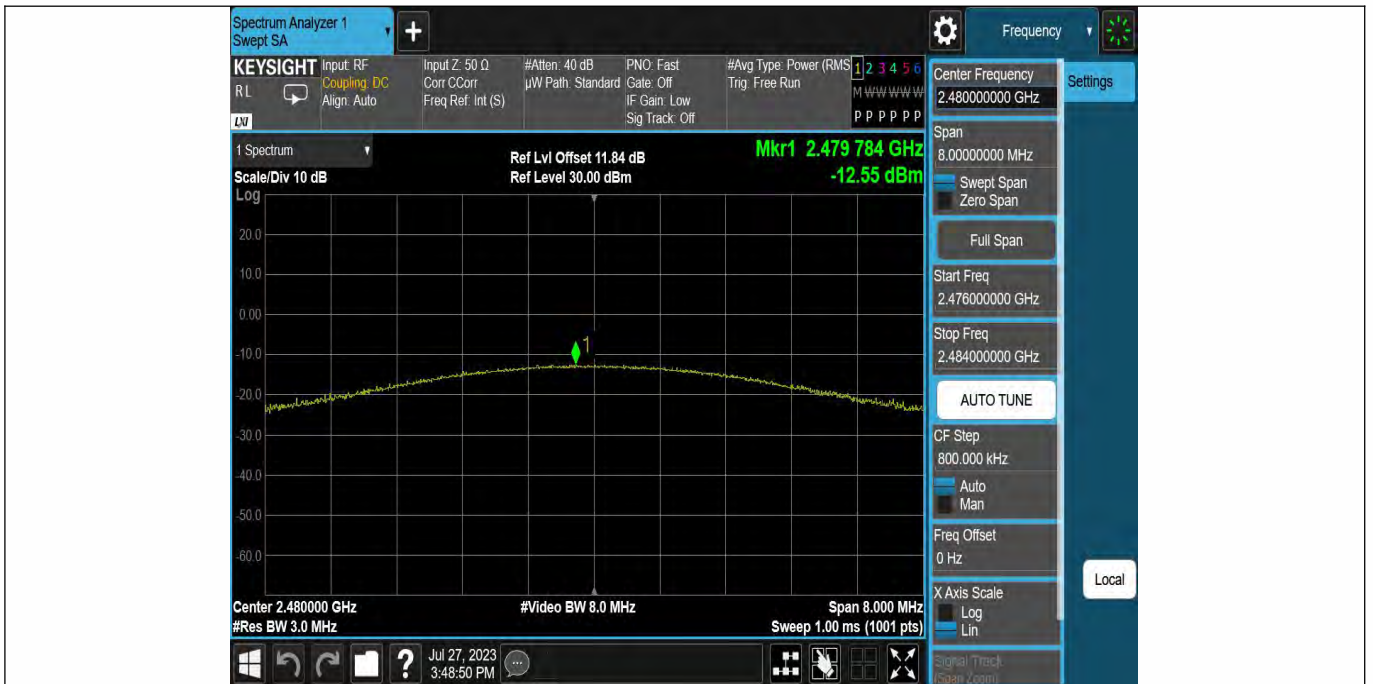 Spectrum Analyzer 1
Swept SA
+
Frequency
KEYSIGHT
RL
LXI
Input: RF
Coupling: DC
Align: Auto
Input Z: 50 Ω
Corr CCorr
Freq Ref: Int (S)
#Atten: 40 dB
µW Path: Standard
PNO: Fast
Gate: Off
IF Gain: Low
Sig Track: Off
#Avg Type: Power (RMS
Trig: Free Run
1 2 3 4 5 6
M W W W W W
P P P P P P
1 Spectrum
Scale/Div 10 dB
Log
Ref Lvl Offset 11.84 dB
Ref Level 30.00 dBm
Mkr1 2.479 784 GHz
-12.55 dBm
20.0
10.0
0.00
-10.0
-20.0
-30.0
-40.0
-50.0
-60.0
1
Center 2.480000 GHz
#Res BW 3.0 MHz
#Video BW 8.0 MHz
Span 8.000 MHz
Sweep 1.00 ms (1001 pts)
Center Frequency
2.480000000 GHz
Settings
Span
8.00000000 MHz
Swept Span
Zero Span
Full Span
Start Freq
2.476000000 GHz
Stop Freq
2.484000000 GHz
AUTO TUNE
CF Step
800.000 kHz
Auto
Man
Freq Offset
0 Hz
X Axis Scale
Log
Lin
Local
Signal Track
(Span Zoom)
?
Jul 27, 2023
3:48:50 PM